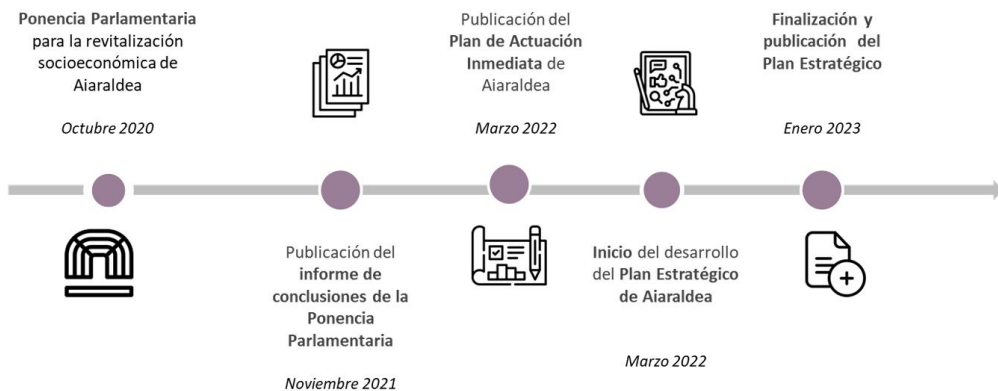 Ponencia Parlamentaria
para la revitalización
socioeconómica de
Aiaraldea
Octubre 2020
Publicación del
informe de
conclusiones de la
Ponencia
Parlamentaria
Noviembre 2021
Publicación del
Plan de Actuación
Inmediata de
Aiaraldea
Marzo 2022
Inicio del desarrollo
del Plan Estratégico
de Aiaraldea
Marzo 2022
Finalización y
publicación del
Plan Estratégico
Enero 2023